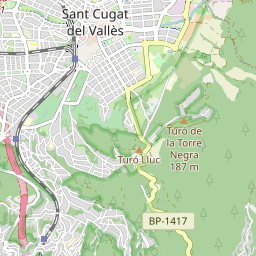 Sant Cugat
del Vallès
Turó de
la Torre
Negra
187 m
Turó Lluc
BP-1417